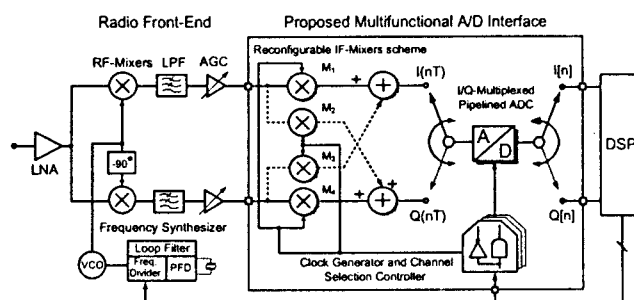 Radio Front-End
Proposed Multifunctional A/D Interface
RF-Mixers LPF AGC
Reconfigurable IF-Mixers scheme
M1
M2
M3
M4
+
+
+
+
I(nT)
Q(nT)
I/Q-Multiplexed
Pipelined ADC
A
D
I[n]
Q[n]
DSP
LNA
-90°
Frequency Synthesizer
Loop Filter
Freq.
Divider
PFD
VCO
Clock Generator and Channel
Selection Controller